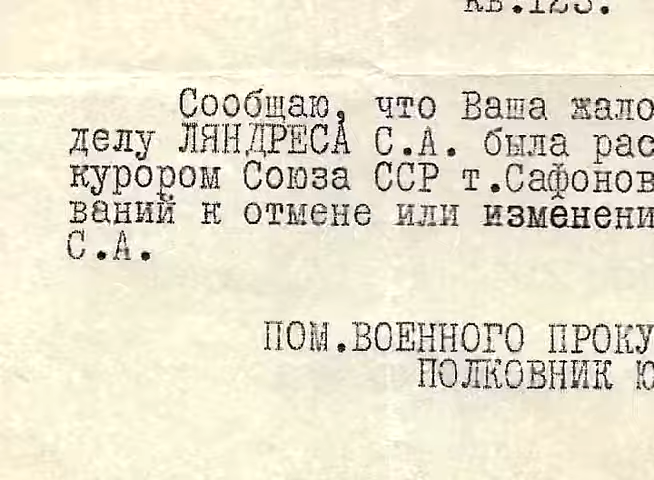 кв.123.
Сообщаю, что Ваша жало
делу ЛЯНДРЕСА С.А. была рас
курором Союза ССР т.Сафонов
ваний к отмене или изменени
С.А.
ПОМ.ВОЕННОГО ПРОКУ
ПОЛКОВНИК Ю